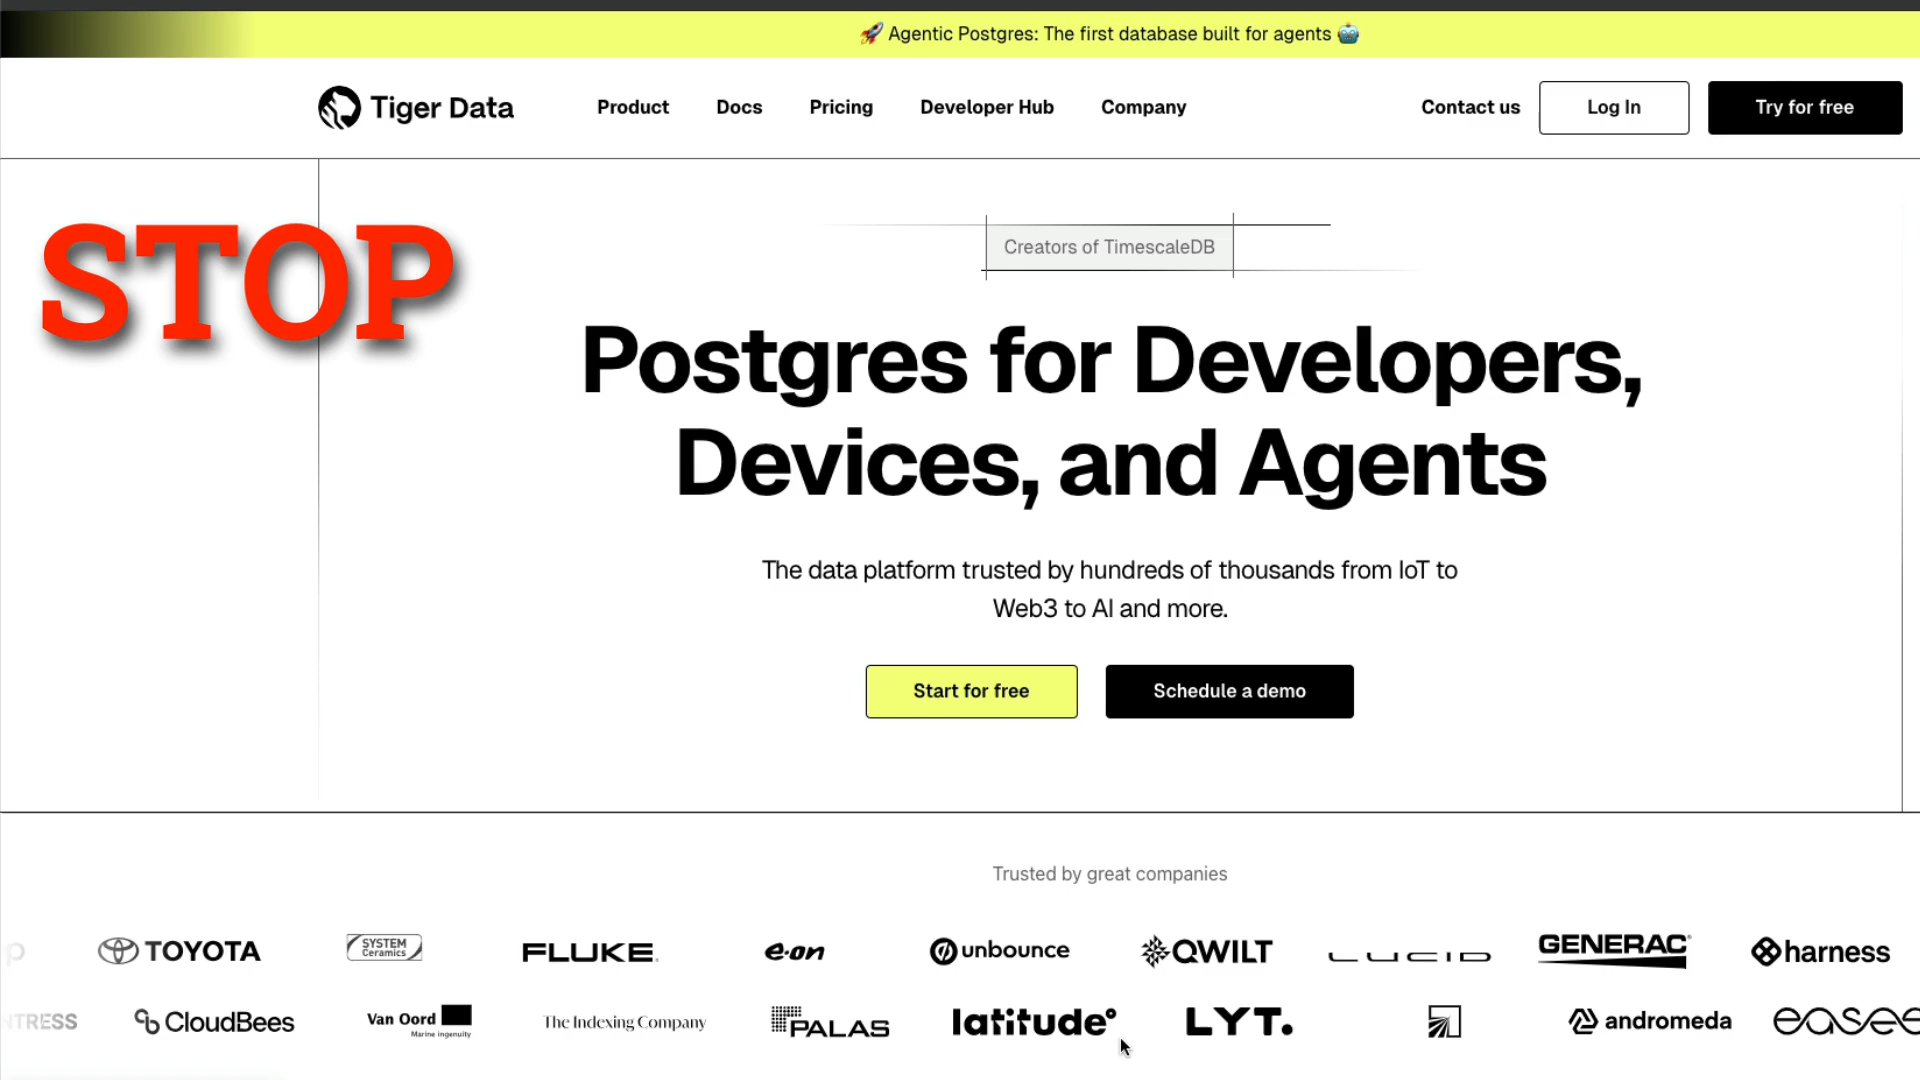 🚀 Agentic Postgres: The first database built for agents 🤖
Tiger Data
Product
Docs
Pricing
Developer Hub
Company
Contact us
Log In
Try for free
STOP
Creators of TimescaleDB
Postgres for Developers,
Devices, and Agents
The data platform trusted by hundreds of thousands from IoT to
Web3 to AI and more.
Start for free
Schedule a demo
Trusted by great companies
p
TOYOTA
SYSTEM
Ceramics
FLUKE
e·on
unbounce
QWILT
LUCID
GENERAC
harness
NTRESS
CloudBees
Van Oord
Marine ingenuity
The Indexing Company
PALAS
latitude°
LYT.
andromeda
easee